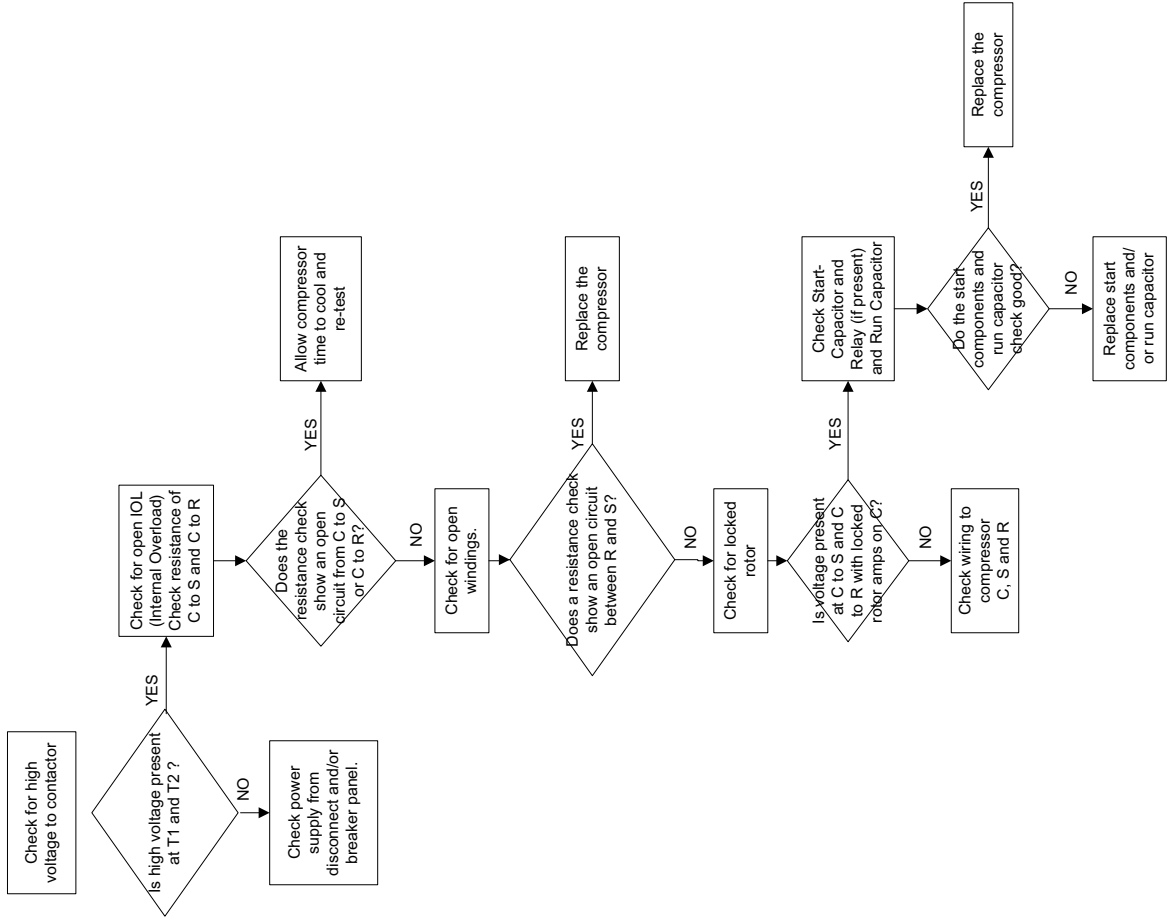 Check for high
voltage to contactor
Is high voltage present
at T1 and T2 ?
YES
NO
Check power
supply from
disconnect and/or
breaker panel.
Check for open IOL
(Internal Overload)
Check resistance of
C to S and C to R
Does the
resistance check
show an open
circuit from C to S
or C to R?
YES
Allow compressor
time to cool and
re-test
NO
Check for open
windings.
Does a resistance check
show an open circuit
between R and S?
YES
Replace the
compressor
NO
Check for locked
rotor
Is voltage present
at C to S and C
to R with locked
rotor amps on C?
YES
NO
Check wiring to
compressor
C, S and R
Check Start-
Capacitor and
Relay (if present)
and Run Capacitor
Do the start
components and
run capacitor
check good?
YES
Replace the
compressor
NO
Replace start
components and/
or run capacitor